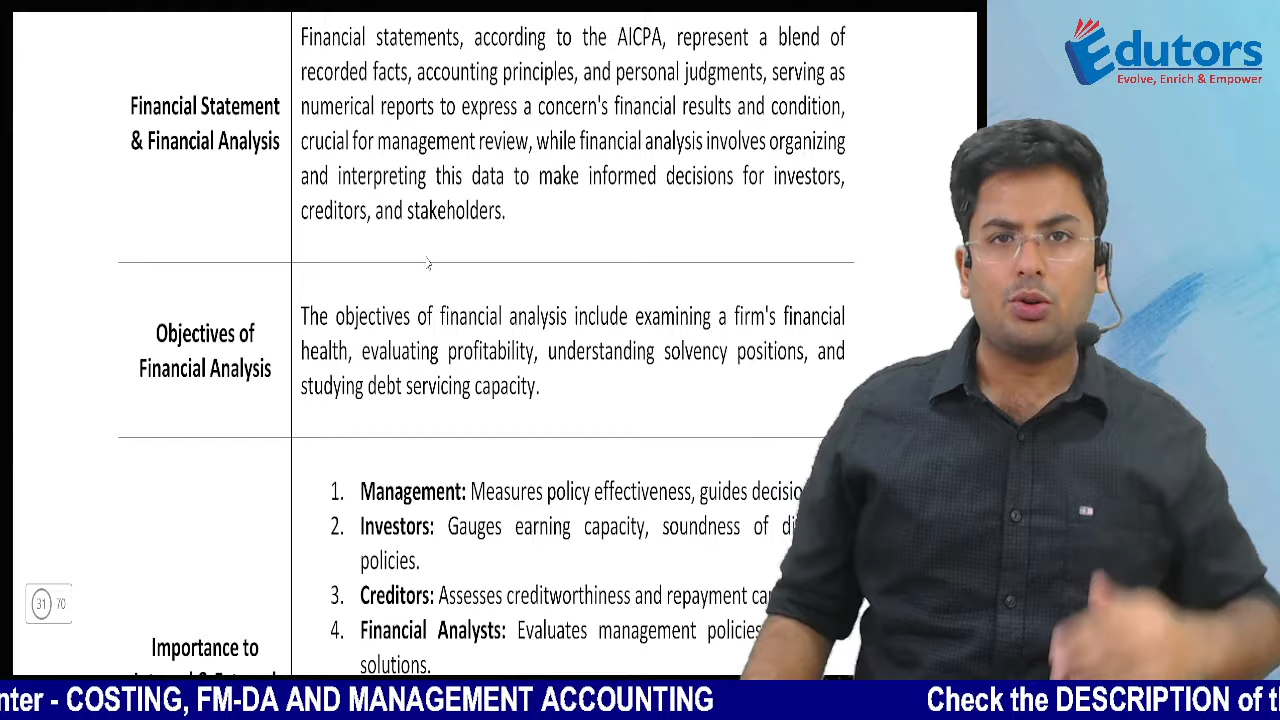 Financial Statement
& Financial Analysis
Financial statements, according to the AICPA, represent a blend of
recorded facts, accounting principles, and personal judgments, serving as
numerical reports to express a concern's financial results and condition,
crucial for management review, while financial analysis involves organizing
and interpreting this data to make informed decisions for investors,
creditors, and stakeholders.
Objectives of
Financial Analysis
The objectives of financial analysis include examining a firm's financial
health, evaluating profitability, understanding solvency positions, and
studying debt servicing capacity.
Importance to
1. Management: Measures policy effectiveness, guides
2. Investors: Gauges earning capacity, soundness of
policies.
3. Creditors: Assesses creditworthiness and repayment
4. Financial Analysts: Evaluates management policies
solutions.
31 70
Edutors
Evolve, Enrich & Empower
nter - COSTING, FM-DA AND MANAGEMENT ACCOUNTING
Check the DESCRIPTION of t